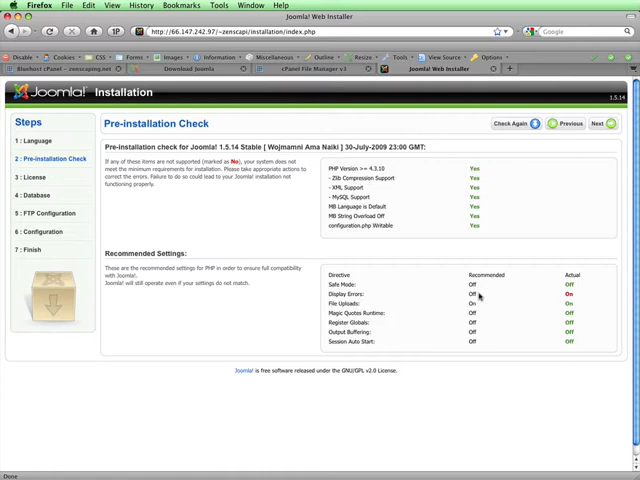 Firefox File Edit View History Bookmarks Tools Window Help
Joomla! Web Installer
http://66.147.242.97/~zenscapi/installation/index.php
Google
Disable Cookies CSS Forms Images Information Miscellaneous Outline Resize Tools View Source Options
Bluehost cPanel - zenscaping.net
Download Joomla
cPanel File Manager v3
Joomla! Web Installer
Joomla! Installation
1.5.14
Steps
1 : Language
2 : Pre-installation Check
3 : License
4 : Database
5 : FTP Configuration
6 : Configuration
7 : Finish
Pre-installation Check
Check Again
Previous
Next
Pre-installation check for Joomla! 1.5.14 Stable [ Wojmamni Ama Naiki ] 30-July-2009 23:00 GMT:
If any of these items are not supported (marked as No), your system does
not meet the minimum requirements for installation. Please take appropriate actions to
correct the errors. Failure to do so could lead to your Joomla! installation not
functioning properly.
PHP Version >= 4.3.10 Yes
- Zlib Compression Support Yes
- XML Support Yes
- MySQL Support Yes
MB Language is Default Yes
MB String Overload Off Yes
configuration.php Writable Yes
Recommended Settings:
These are the recommended settings for PHP in order to ensure full compatibility
with Joomla!.
Joomla! will still operate even if your settings do not match.
Directive Recommended Actual
Safe Mode: Off Off
Display Errors: Off On
File Uploads: On On
Magic Quotes Runtime: Off Off
Register Globals: Off Off
Output Buffering: Off Off
Session Auto Start: Off Off
Joomla! is free software released under the GNU/GPL v2.0 License.
Done